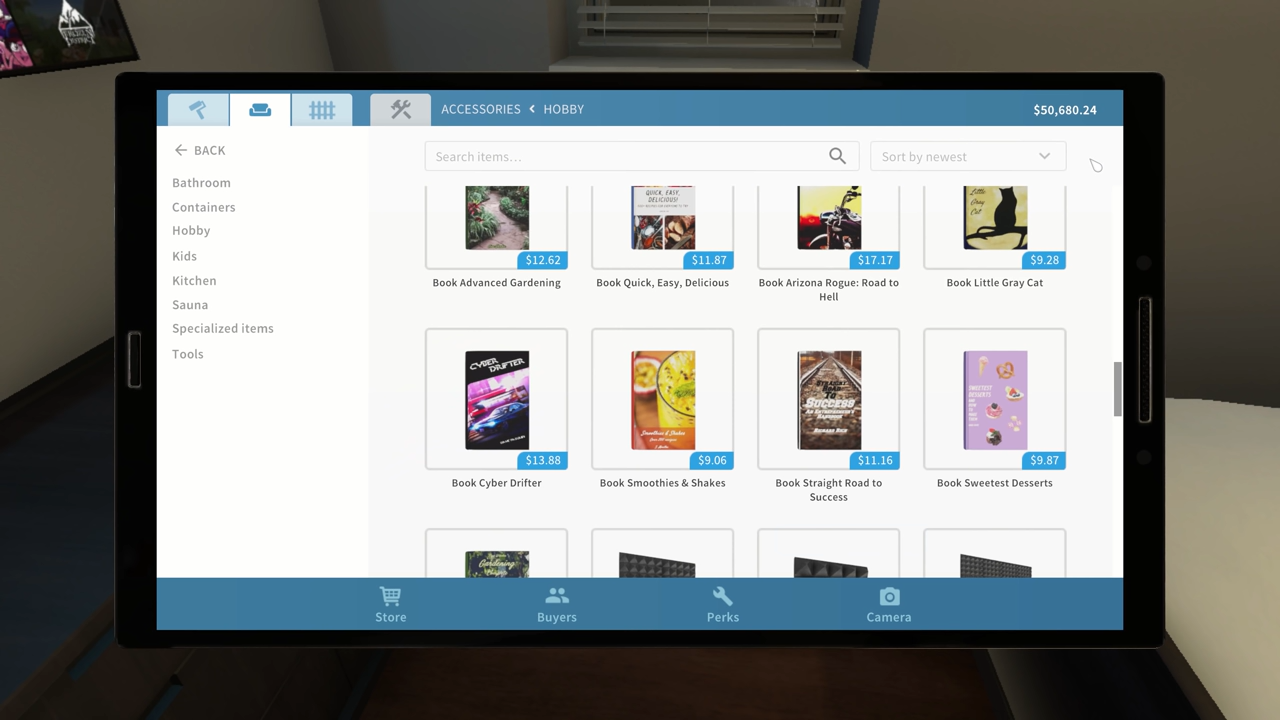 ACCESSORIES < HOBBY
$50,680.24
BACK
Search items...
Sort by newest
Bathroom
Containers
Hobby
Kids
Kitchen
Sauna
Specialized items
Tools
QUICK, EASY,
DELICIOUS!
Little
Gray
Cat
$12.62
$11.87
$17.17
$9.28
Book Advanced Gardening
Book Quick, Easy, Delicious
Book Arizona Rogue: Road to
Hell
Book Little Gray Cat
CYBER
DRIFTER
Smoothies & Shakes
STRAIGHT
ROAD
TO
SUCCESS
SWEETEST
DESSERTS
$13.88
$9.06
$11.16
$9.87
Book Cyber Drifter
Book Smoothies & Shakes
Book Straight Road to
Success
Book Sweetest Desserts
Store
Buyers
Perks
Camera